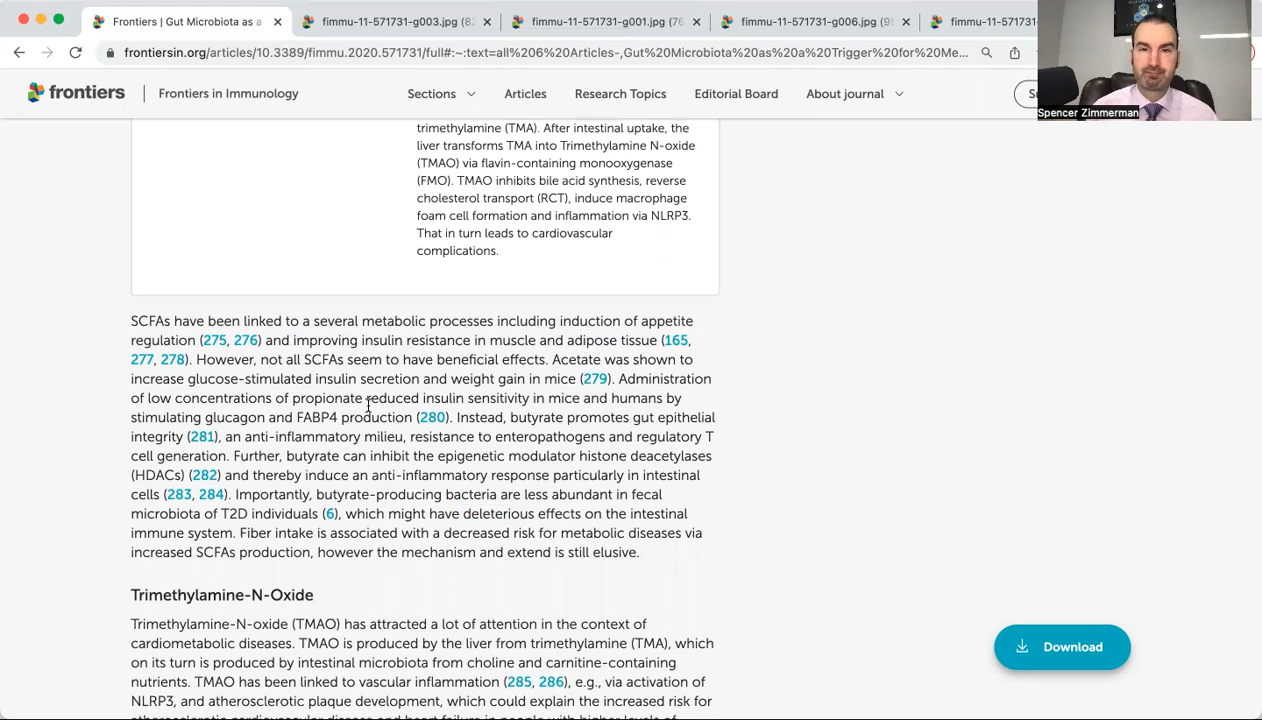 Frontiers | Gut Microbiota as a
fimmu-11-571731-g003.jpg (82
fimmu-11-571731-g001.jpg (76
fimmu-11-571731-g006.jpg (9
fimmu-11-571731-
frontiersin.org/articles/10.3389/fimmu.2020.571731/full#:~:text=all%206%20Articles-,Gut%20Microbiota%20as%20a%20Trigger%20for%20Me...
frontiers
Frontiers in Immunology
Sections
Articles
Research Topics
Editorial Board
About journal
Spencer Zimmerman
trimethylamine (TMA). After intestinal uptake, the
liver transforms TMA into Trimethylamine N-oxide
(TMAO) via flavin-containing monooxygenase
(FMO). TMAO inhibits bile acid synthesis, reverse
cholesterol transport (RCT), induce macrophage
foam cell formation and inflammation via NLRP3.
That in turn leads to cardiovascular
complications.
SCFAs have been linked to a several metabolic processes including induction of appetite
regulation (275, 276) and improving insulin resistance in muscle and adipose tissue (165,
277, 278). However, not all SCFAs seem to have beneficial effects. Acetate was shown to
increase glucose-stimulated insulin secretion and weight gain in mice (279). Administration
of low concentrations of propionate reduced insulin sensitivity in mice and humans by
stimulating glucagon and FABP4 production (280). Instead, butyrate promotes gut epithelial
integrity (281), an anti-inflammatory milieu, resistance to enteropathogens and regulatory T
cell generation. Further, butyrate can inhibit the epigenetic modulator histone deacetylases
(HDACs) (282) and thereby induce an anti-inflammatory response particularly in intestinal
cells (283, 284). Importantly, butyrate-producing bacteria are less abundant in fecal
microbiota of T2D individuals (6), which might have deleterious effects on the intestinal
immune system. Fiber intake is associated with a decreased risk for metabolic diseases via
increased SCFAs production, however the mechanism and extend is still elusive.
Trimethylamine-N-Oxide
Trimethylamine-N-oxide (TMAO) has attracted a lot of attention in the context of
cardiometabolic diseases. TMAO is produced by the liver from trimethylamine (TMA), which
on its turn is produced by intestinal microbiota from choline and carnitine-containing
nutrients. TMAO has been linked to vascular inflammation (285, 286), e.g., via activation of
NLRP3, and atherosclerotic plaque development, which could explain the increased risk for
atherosclerotic cardiovascular disease and heart failure in people with higher levels of
Download